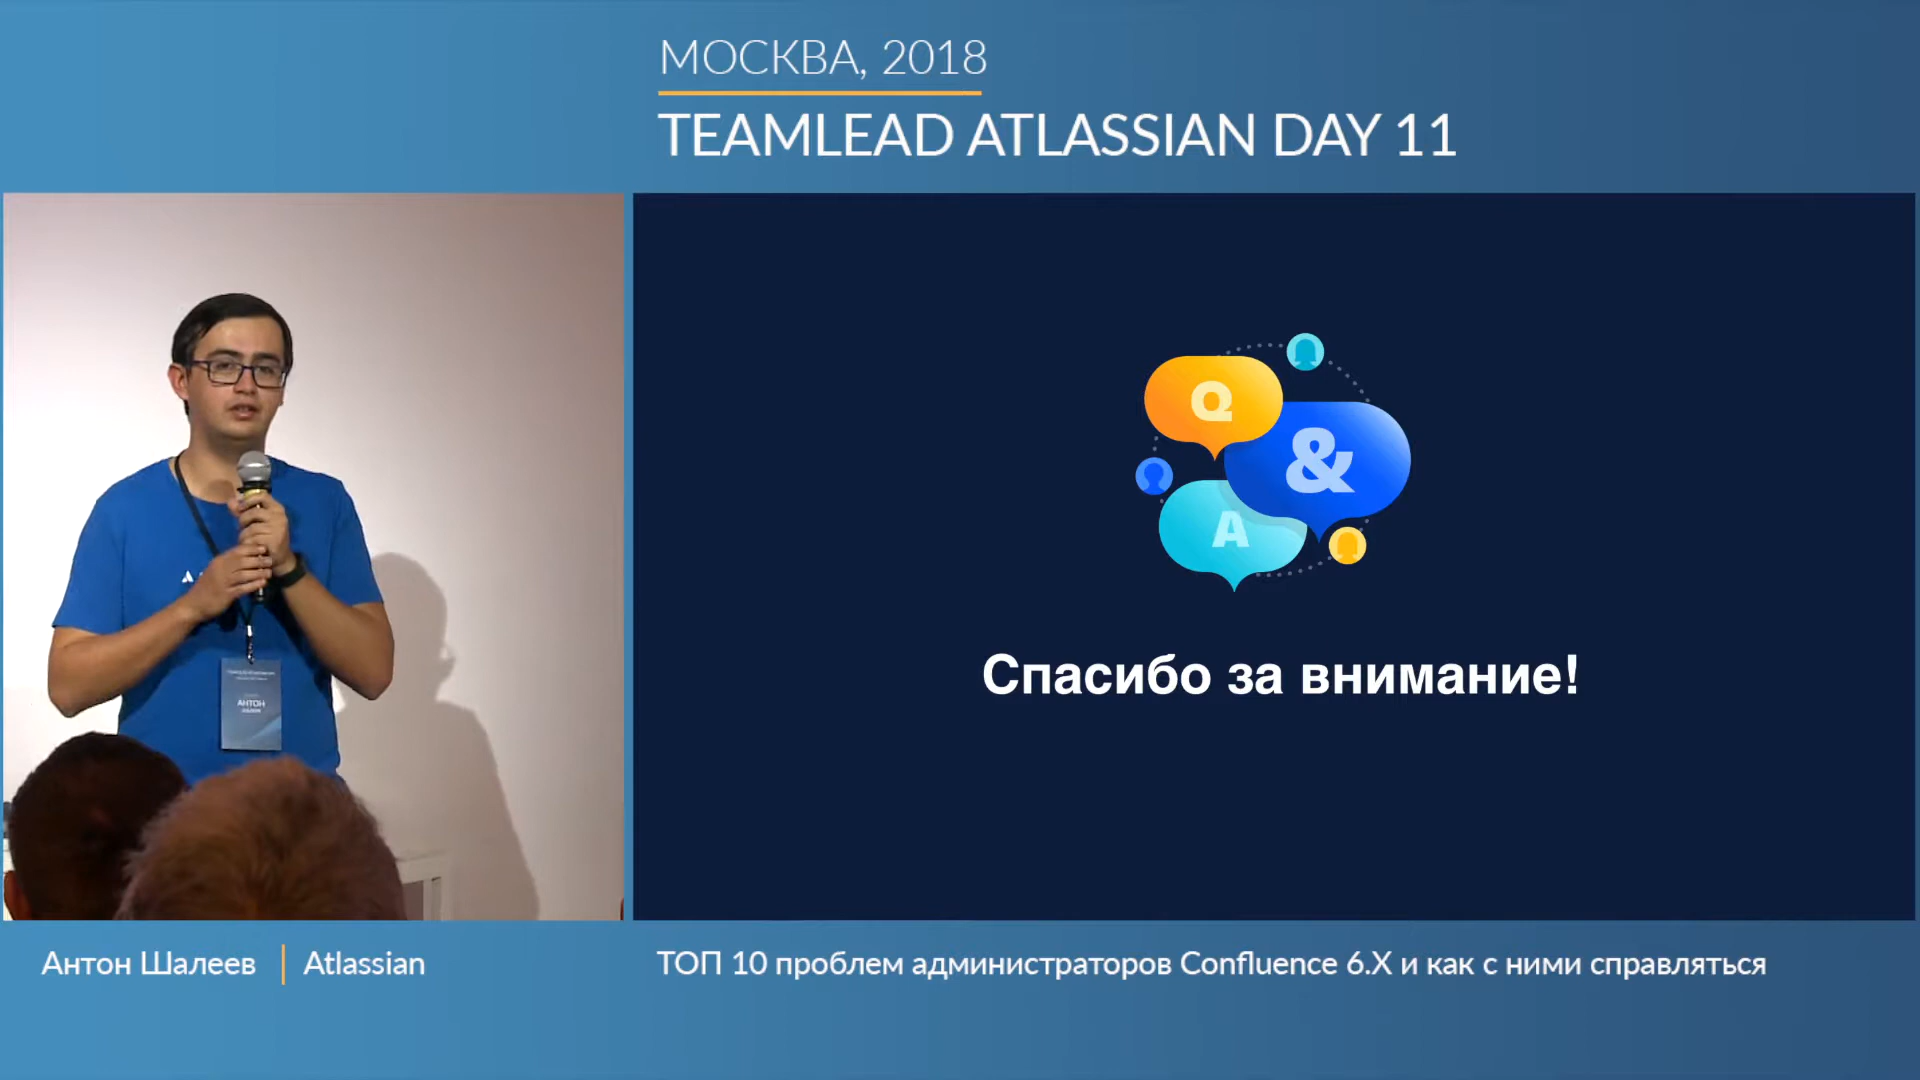 МОСКВА, 2018
TEAMLEAD ATLASSIAN DAY 11
Q
&
A
Спасибо за внимание!
АНТОН
Антон Шалеев | Atlassian
ТОП 10 проблем администраторов Confluence 6.X и как с ними справляться